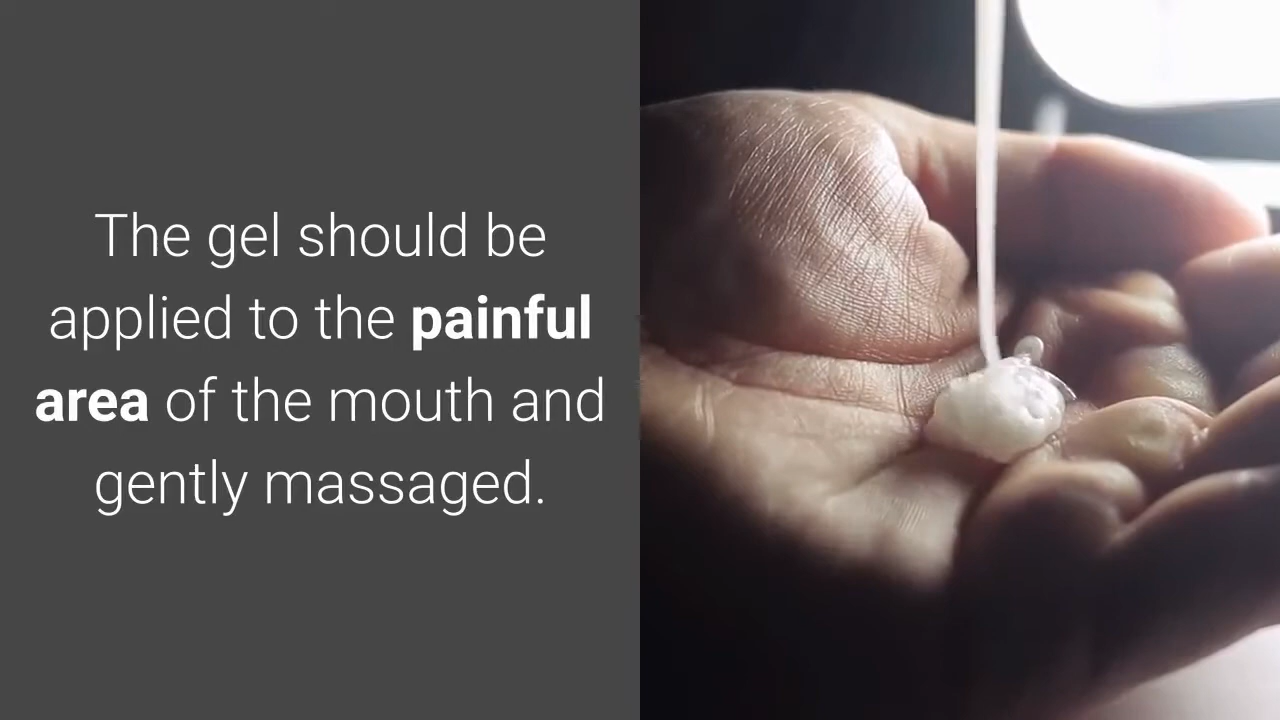 The gel should be
applied to the painful
area of the mouth and
gently massaged.